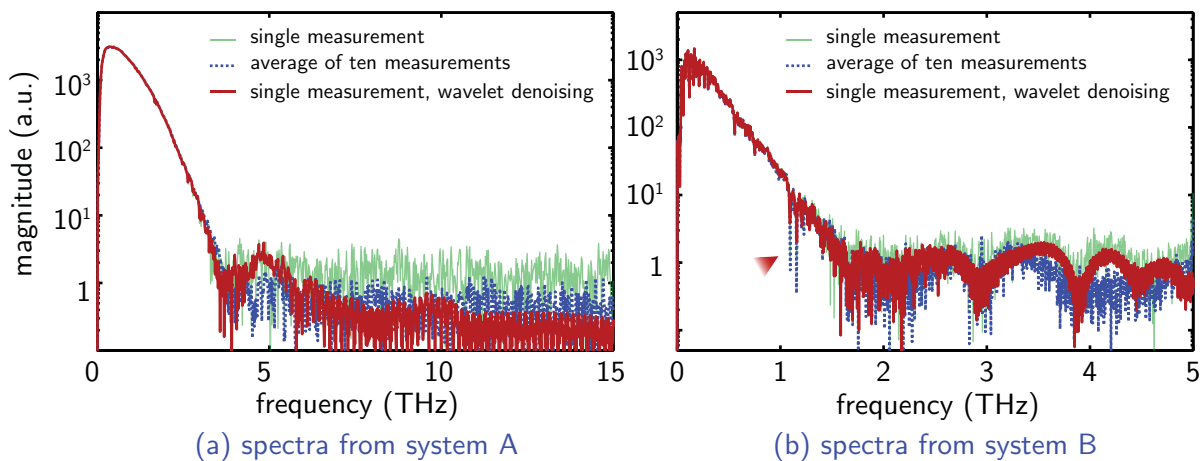 single measurement
average of ten measurements
single measurement, wavelet denoising
magnitude (a.u.)
10³
10²
10¹
1
0
5
10
15
frequency (THz)
(a) spectra from system A
single measurement
average of ten measurements
single measurement, wavelet denoising
10³
10²
10¹
1
0
1
2
3
4
5
frequency (THz)
(b) spectra from system B